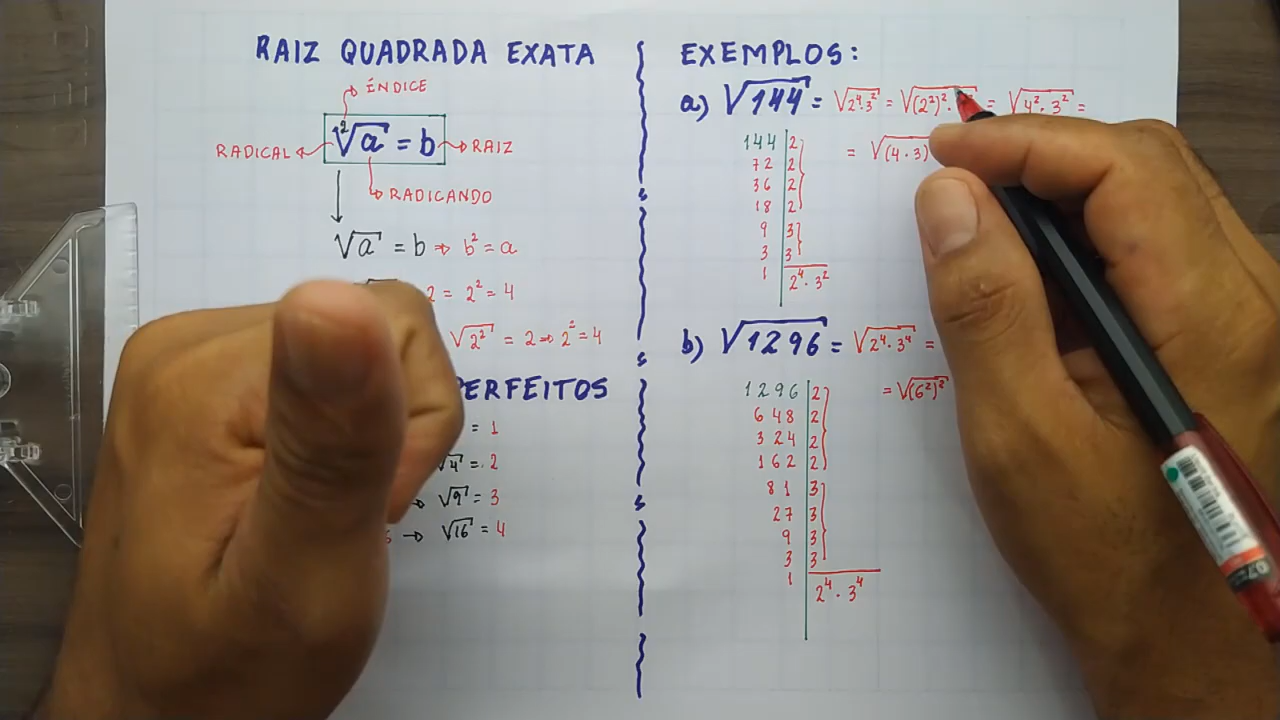 RAIZ QUADRADA EXATA
ÍNDICE
²√a = b
RADICAL
RAIZ
RADICANDO
√a = b ⇒ b² = a
2 = 2² = 4
√2² = 2 ⇒ 2² = 4
PERFEITOS
= 1
√4 = 2
→ √9 = 3
→ √16 = 4
EXEMPLOS:
a) √144 = √2⁴·3² = √(2²)²· = √4²·3² =
144 2
= √(4·3)
72 2
36 2
18 2
9 3
3 3
1 2⁴·3²
b) √1296 = √2⁴·3⁴ =
1296 2
= √(6²)²
648 2
324 2
162 2
81 3
27 3
9 3
3 3
1
2⁴·3⁴
07